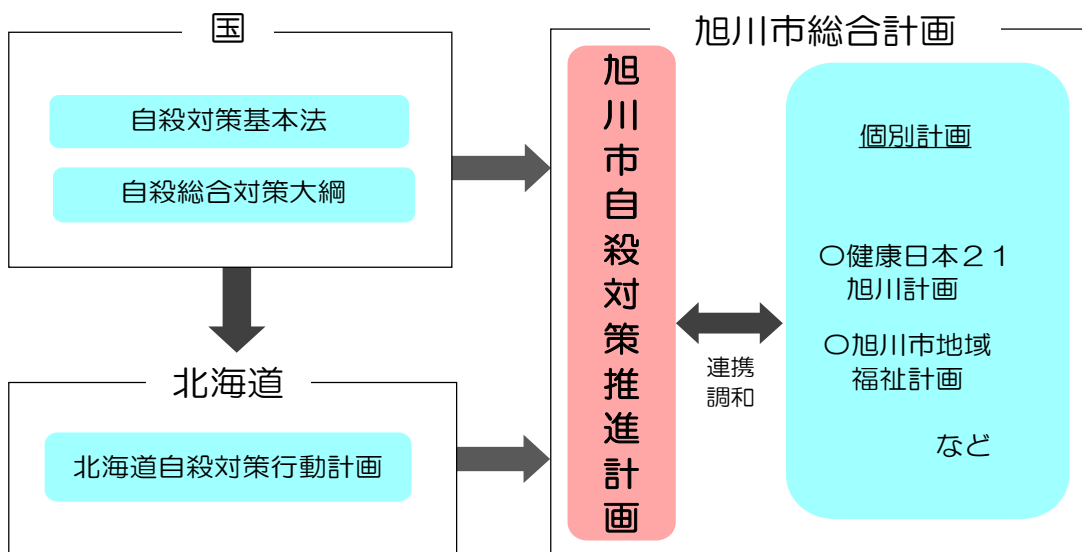 国
自殺対策基本法
自殺総合対策大綱
北海道
北海道自殺対策行動計画
旭川市総合計画
旭川市自殺対策推進計画
連携
調和
個別計画
〇健康日本２１
旭川計画
〇旭川市地域
福祉計画
など